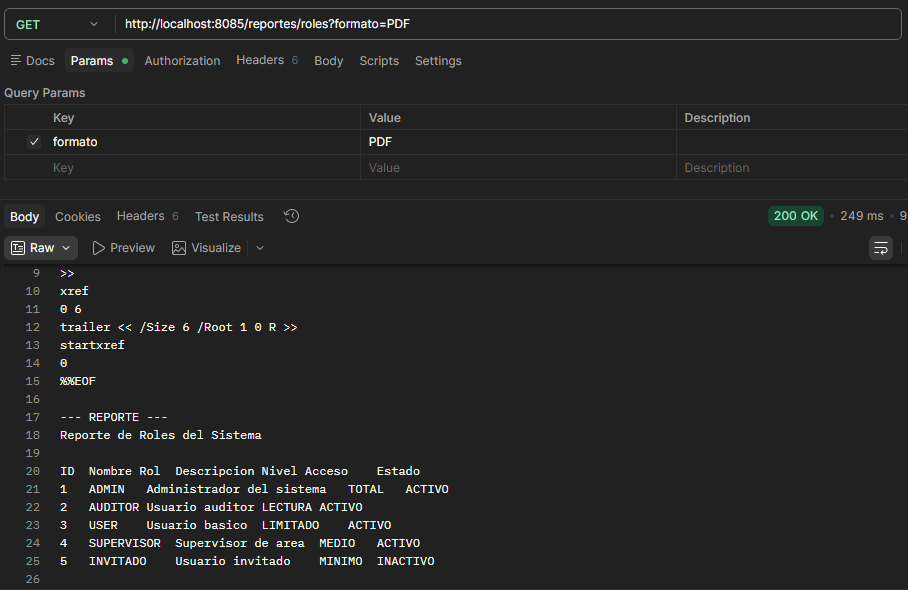 GET http://localhost:8085/reportes/roles?formato=PDF
Docs Params Authorization Headers 6 Body Scripts Settings
Query Params
Key Value Description
formato PDF
Key Value Description
Body Cookies Headers 6 Test Results 200 OK • 249 ms • 9
Raw Preview Visualize
9 >>
10 xref
11 0 6
12 trailer << /Size 6 /Root 1 0 R >>
13 startxref
14 0
15 %%EOF
16
17 --- REPORTE ---
18 Reporte de Roles del Sistema
19
20 ID Nombre Rol Descripcion Nivel Acceso Estado
21 1 ADMIN Administrador del sistema TOTAL ACTIVO
22 2 AUDITOR Usuario auditor LECTURA ACTIVO
23 3 USER Usuario basico LIMITADO ACTIVO
24 4 SUPERVISOR Supervisor de area MEDIO ACTIVO
25 5 INVITADO Usuario invitado MINIMO INACTIVO
26